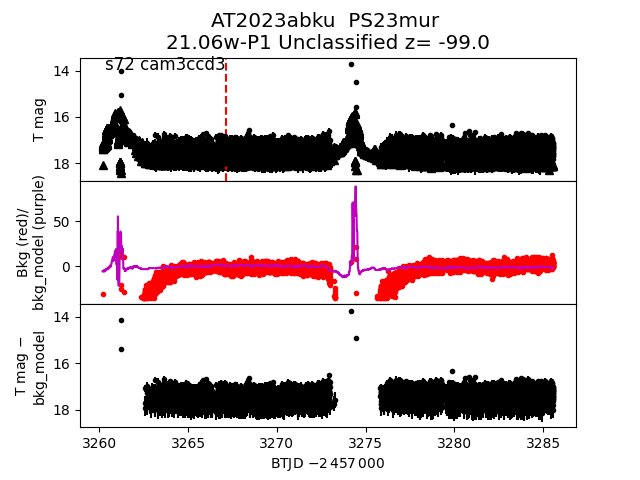 AT2023abku  PS23mur
21.06w-P1 Unclassified z= -99.0
s72 cam3ccd3
T mag
14
16
18
Bkg (red)/
bkg_model (purple)
50
0
T mag −
bkg_model
14
16
18
3260
3265
3270
3275
3280
3285
BTJD −2 457 000